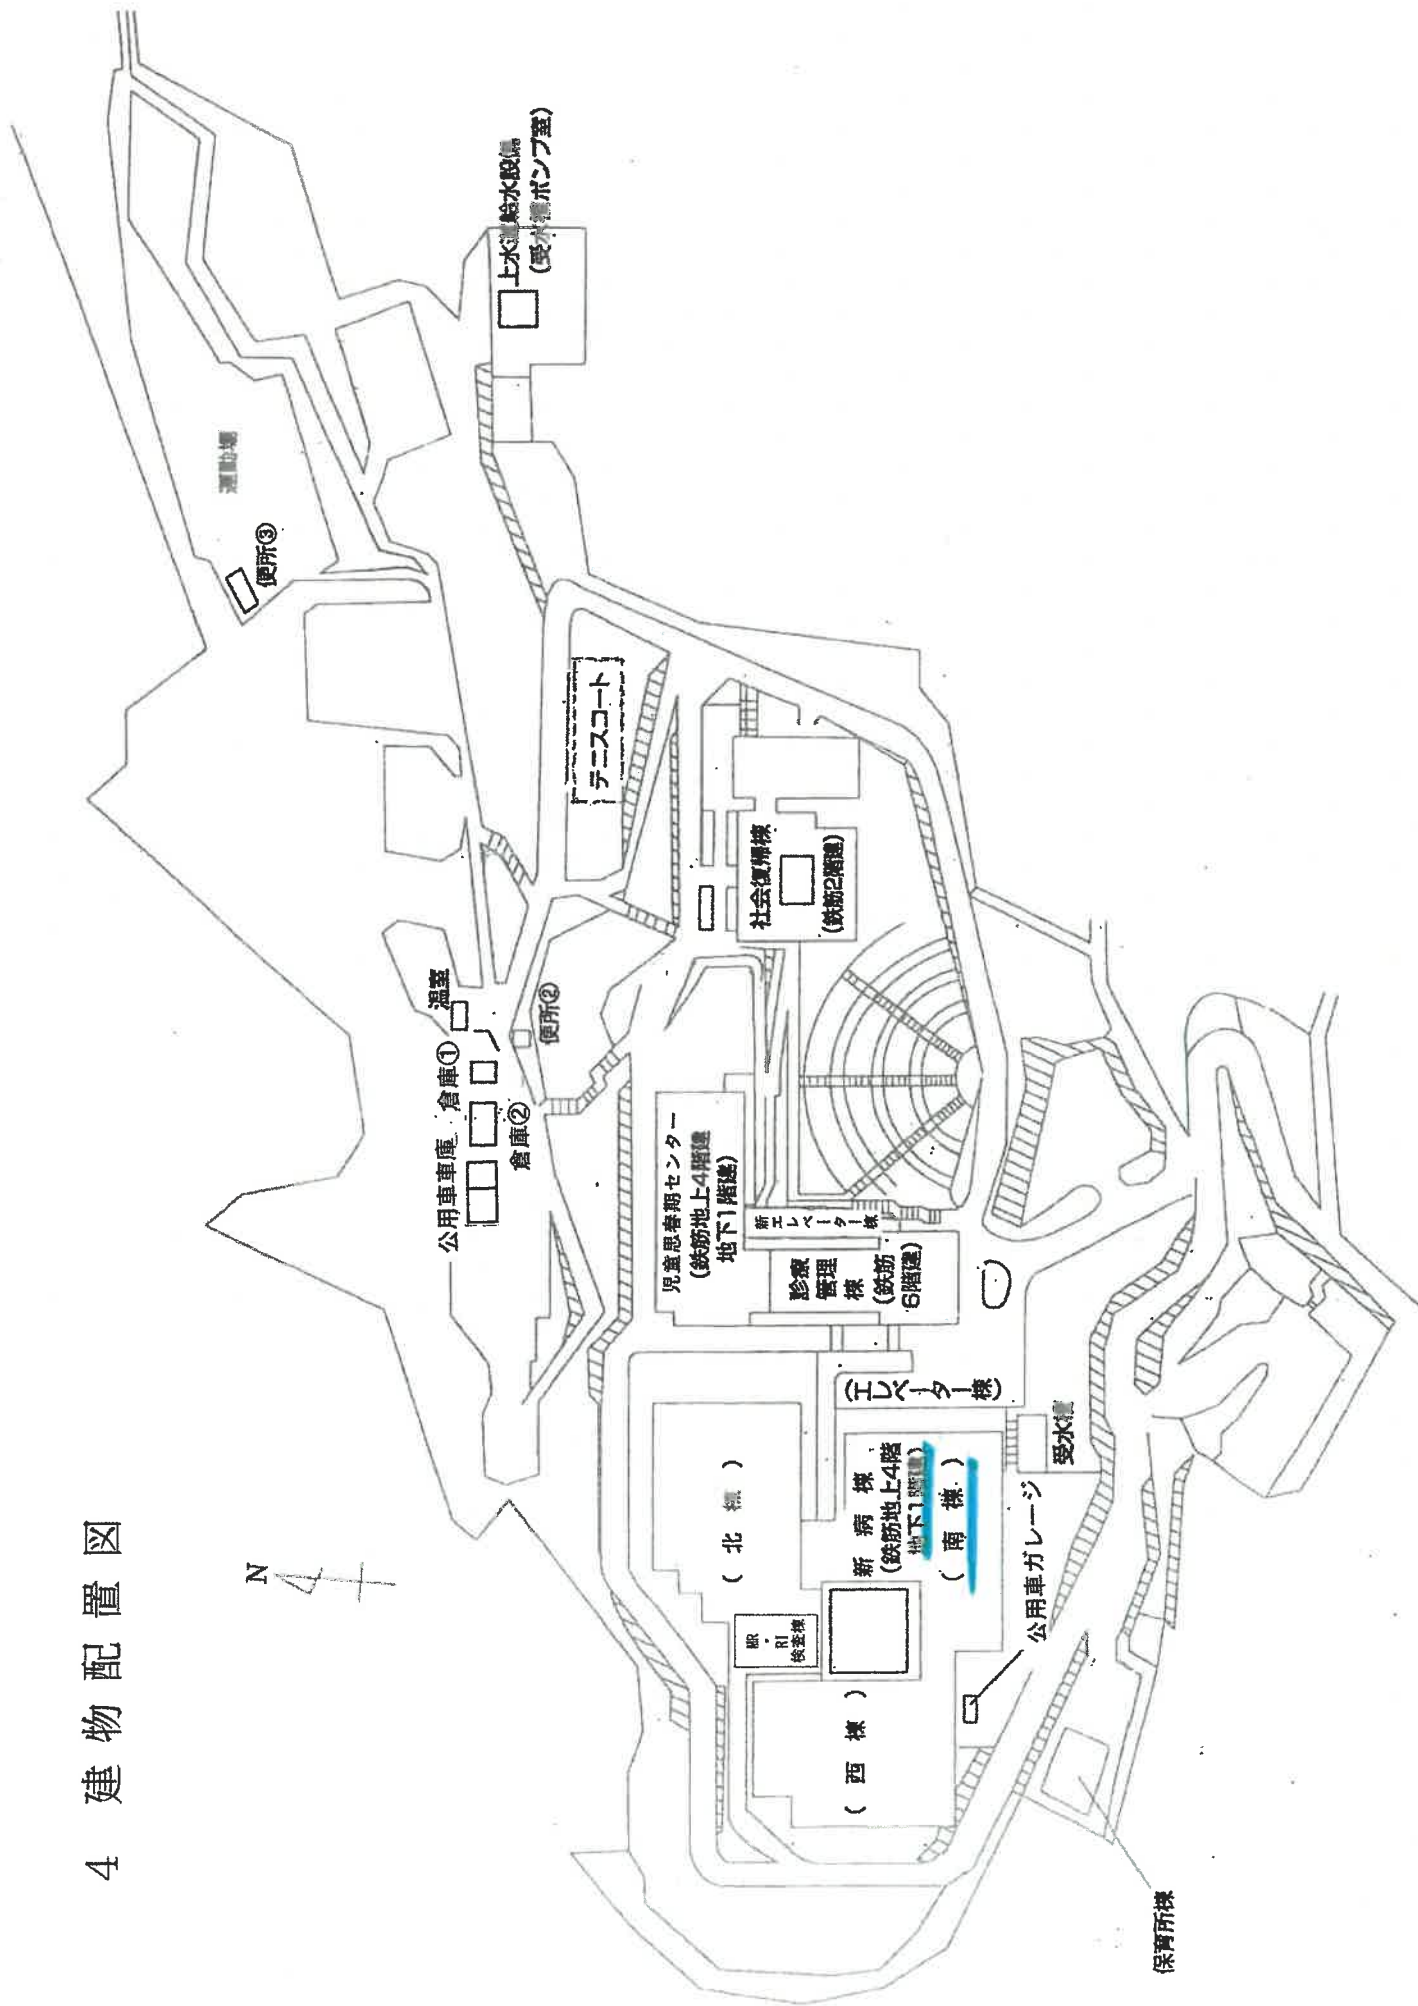 4 建物配置図
N
運動場
便所③
上水道給水設備
(受水槽ポンプ室)
テニスコート
温室
倉庫①
公用車車庫
倉庫②
便所②
社会復帰棟
(鉄筋2階建)
児童思春期センター
(鉄筋地上4階建
地下1階建)
新エレベーター棟
診療
管理
棟
(鉄筋
6階建)
(エレベーター棟)
(北棟)
新病棟
(鉄筋地上4階
地下1階建)
(南棟)
MR
・
RI
検査棟
(西棟)
受水槽
公用車ガレージ
保育所棟